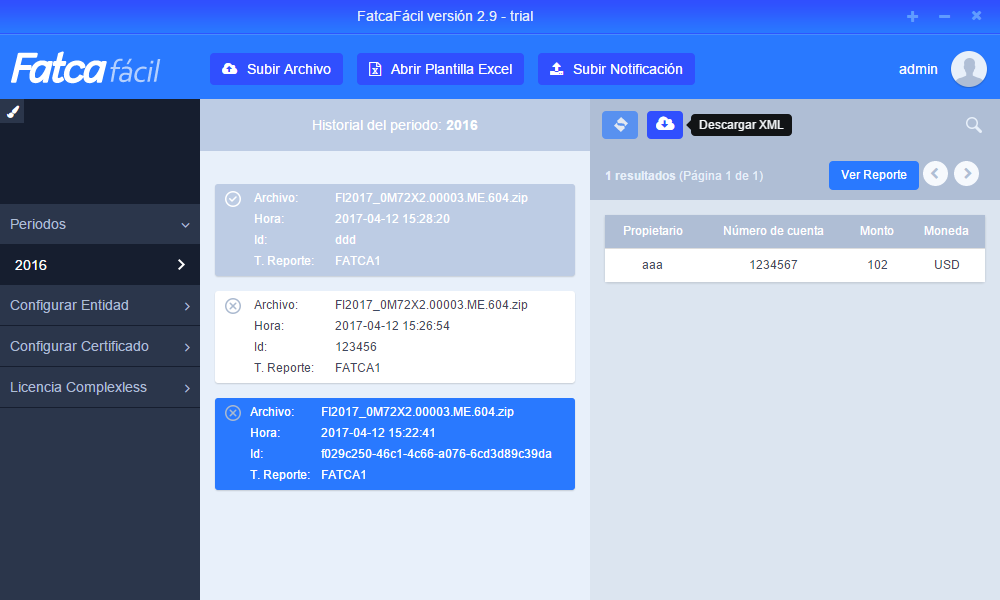 FatcaFácil versión 2.9 - trial
Fatca fácil
Subir Archivo
Abrir Plantilla Excel
Subir Notificación
admin
Periodos
2016
Configurar Entidad
Configurar Certificado
Licencia Complexless
Historial del periodo: 2016
Archivo: FI2017_0M72X2.00003.ME.604.zip
Hora: 2017-04-12 15:28:20
Id: ddd
T. Reporte: FATCA1
Archivo: FI2017_0M72X2.00003.ME.604.zip
Hora: 2017-04-12 15:26:54
Id: 123456
T. Reporte: FATCA1
Archivo: FI2017_0M72X2.00003.ME.604.zip
Hora: 2017-04-12 15:22:41
Id: f029c250-46c1-4c66-a076-6cd3d89c39da
T. Reporte: FATCA1
Descargar XML
1 resultados (Página 1 de 1)
Ver Reporte
Propietario Número de cuenta Monto Moneda
aaa 1234567 102 USD